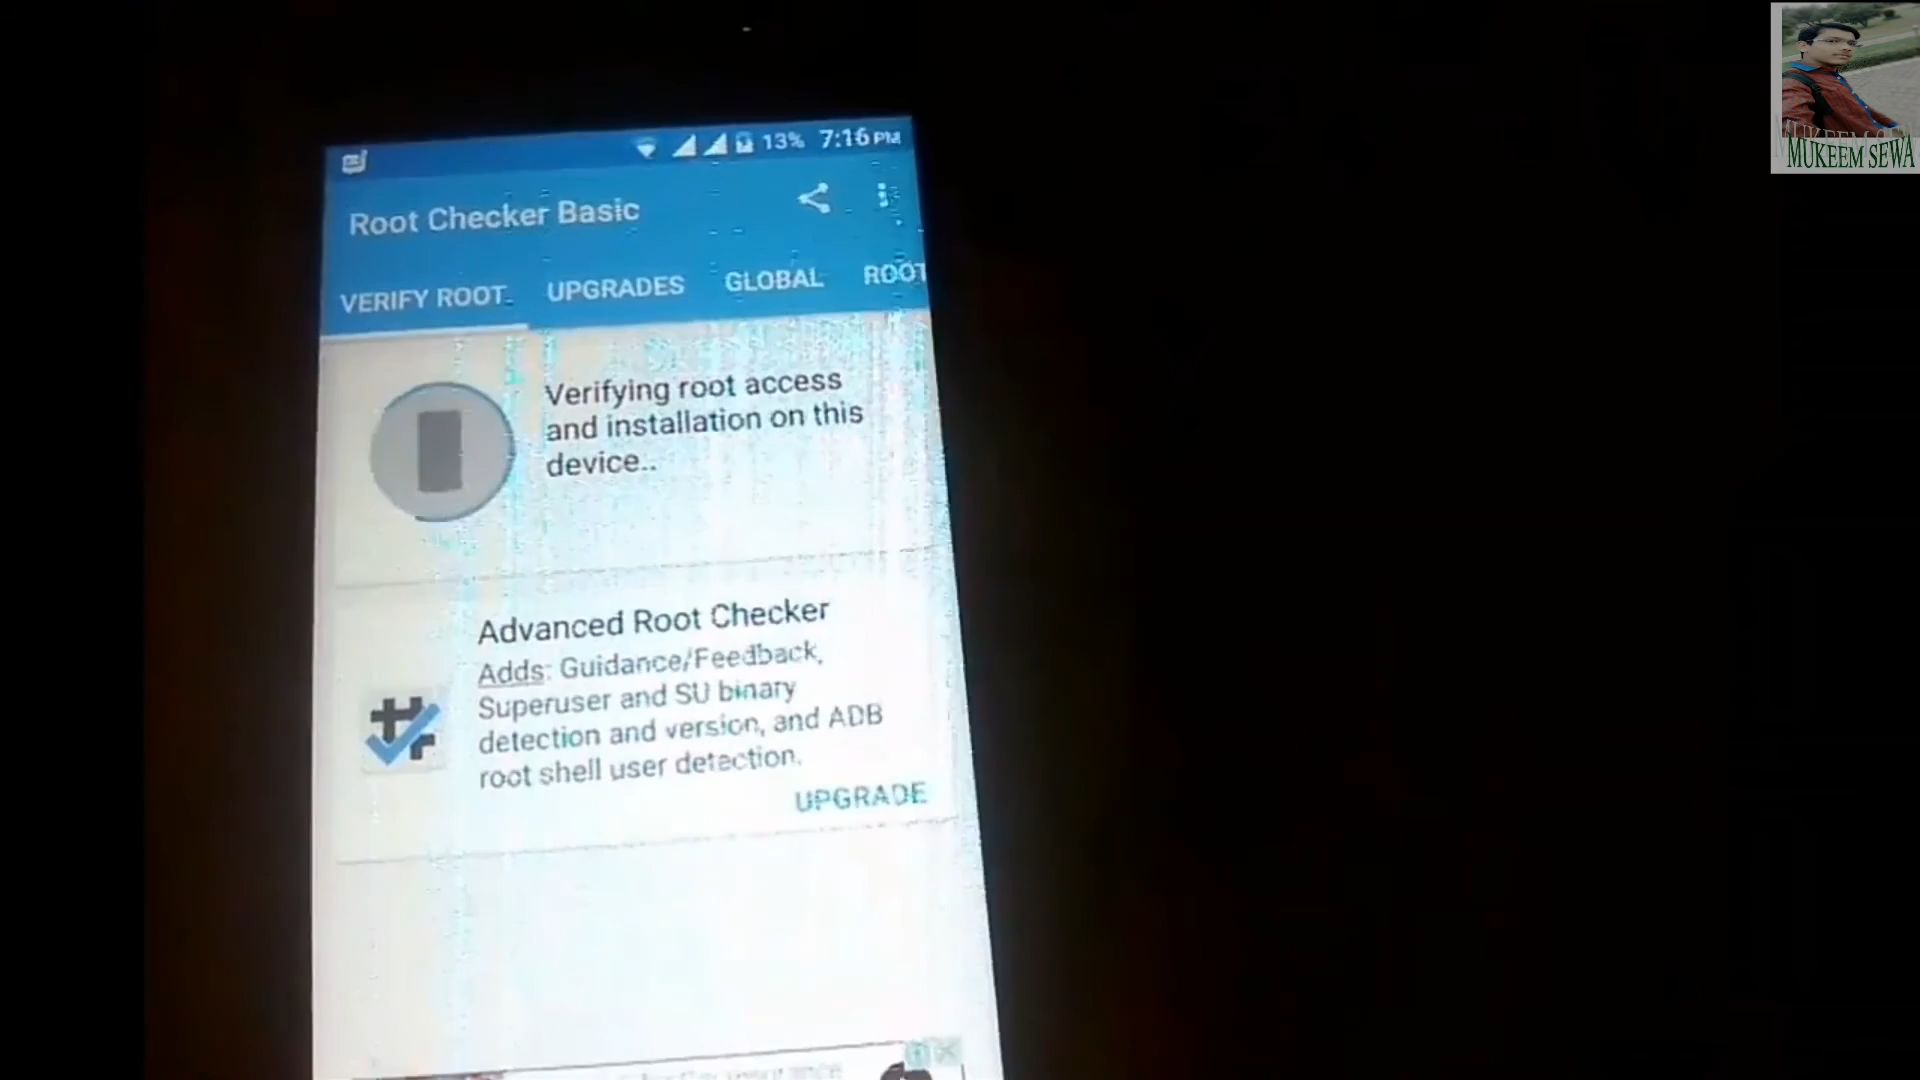 13% 7:16 PM
Root Checker Basic
VERIFY ROOT UPGRADES GLOBAL ROOT
Verifying root access
and installation on this
device..
Advanced Root Checker
Adds: Guidance/Feedback,
Superuser and SU binary
detection and version, and ADB
root shell user detection.
UPGRADE
MUKEEM SEWA